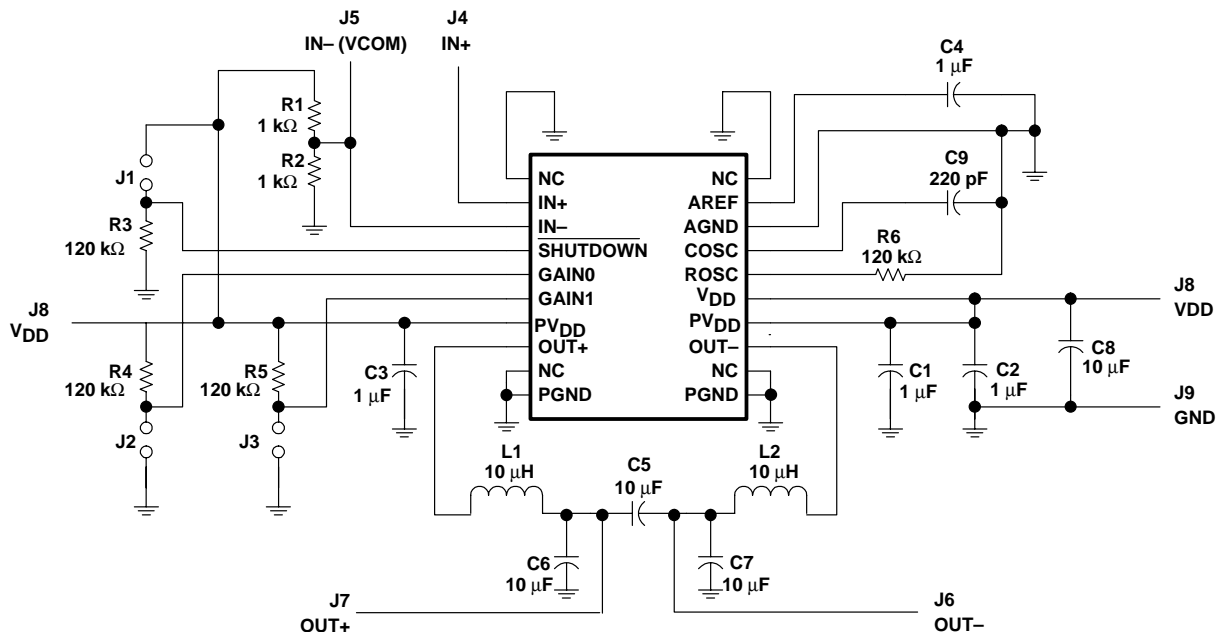 J5
IN– (VCOM)
J4
IN+
C4
1 μF
R1
1 kΩ
R2
1 kΩ
J1
R3
120 kΩ
C9
220 pF
R6
120 kΩ
NC
IN+
IN–
SHUTDOWN
GAIN0
GAIN1
PVDD
OUT+
NC
PGND
NC
AREF
AGND
COSC
ROSC
VDD
PVDD
OUT–
NC
PGND
J8
VDD
J8
VDD
R4
120 kΩ
R5
120 kΩ
C3
1 μF
C1
1 μF
C2
1 μF
C8
10 μF
J9
GND
J2
J3
L1
10 μH
C5
10 μF
L2
10 μH
C6
10 μF
C7
10 μF
J7
OUT+
J6
OUT–